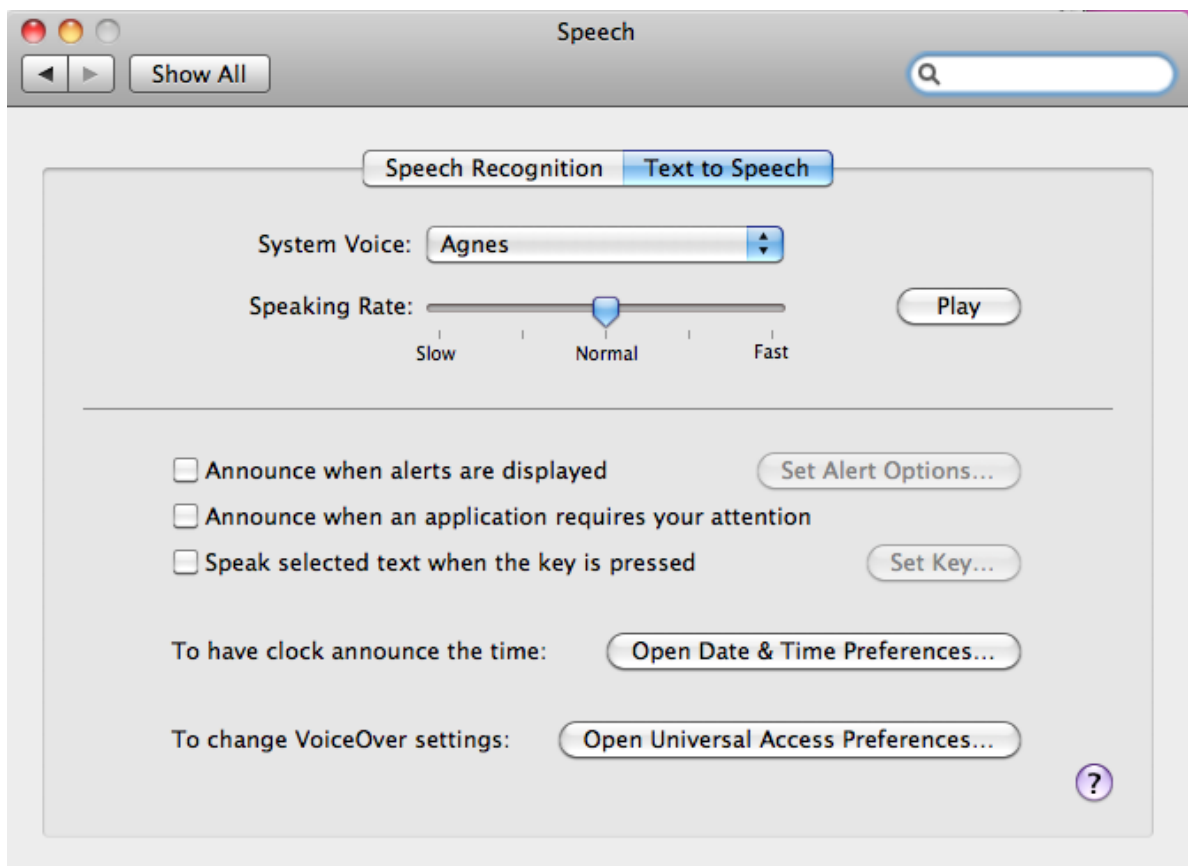 Speech
Show All
Speech Recognition Text to Speech
System Voice: Agnes
Speaking Rate: Play
Slow Normal Fast
Announce when alerts are displayed Set Alert Options...
Announce when an application requires your attention
Speak selected text when the key is pressed Set Key...
To have clock announce the time: Open Date & Time Preferences...
To change VoiceOver settings: Open Universal Access Preferences...
?